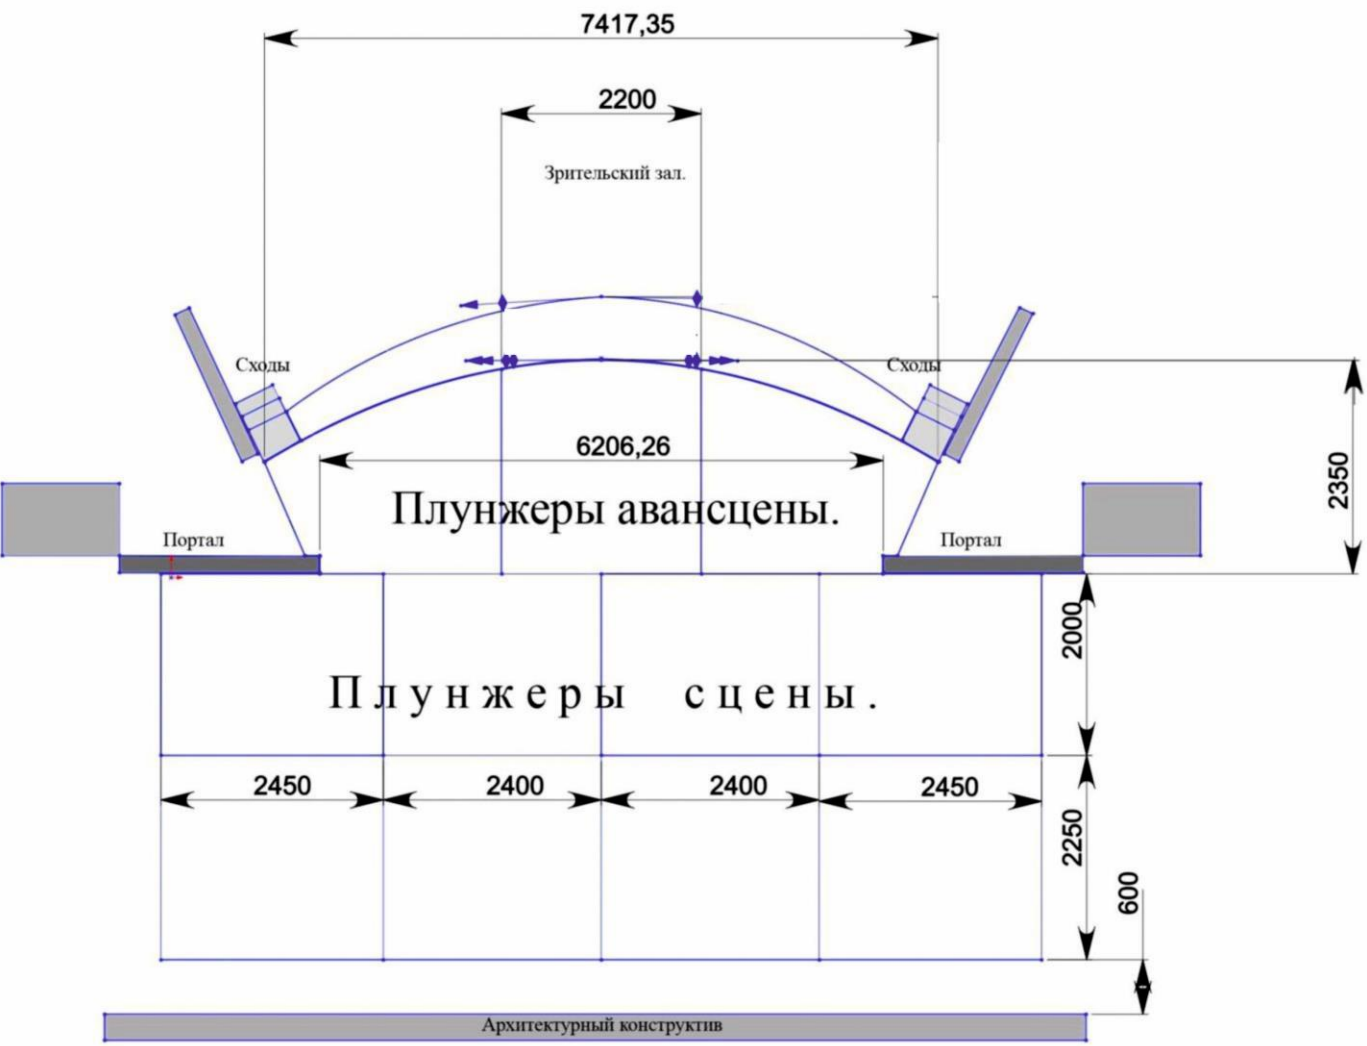 7417,35
2200
Зрительский зал.
Сходы
Сходы
6206,26
2350
Плунжеры авансцены.
Портал
Портал
2000
Плунжеры сцены.
2450
2400
2400
2450
2250
600
Архитектурный конструктив